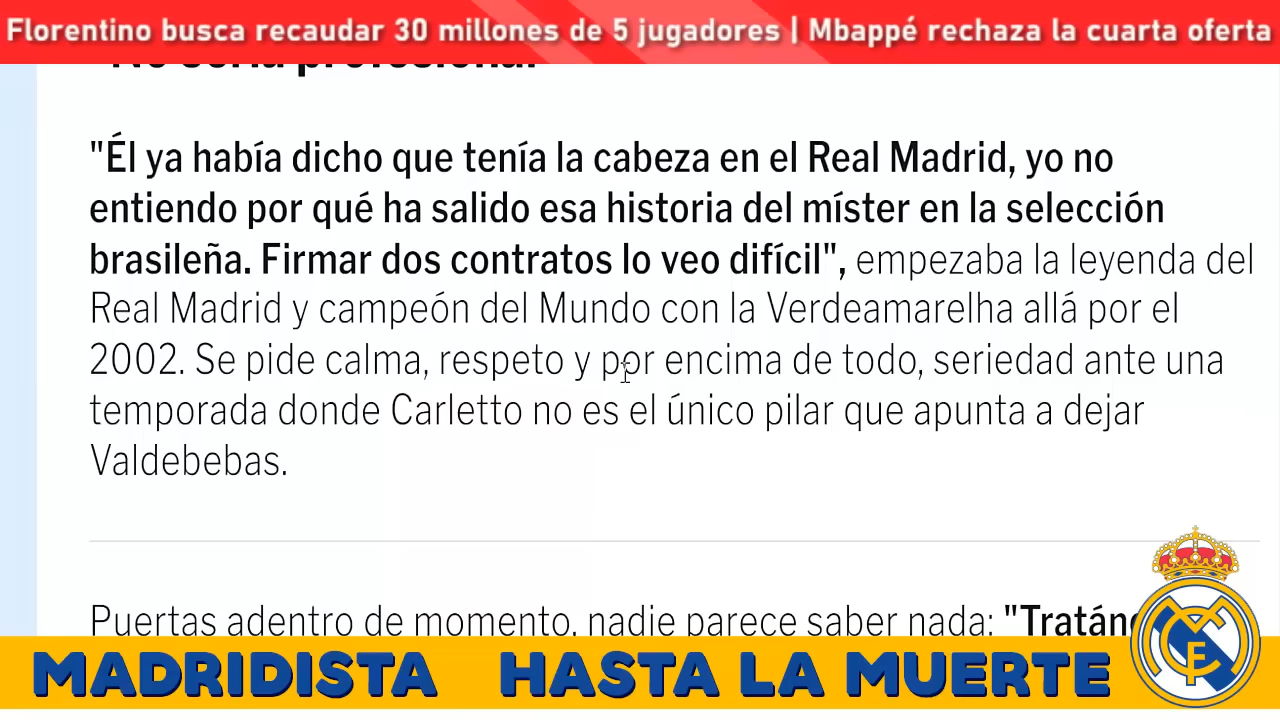 Florentino busca recaudar 30 millones de 5 jugadores | Mbappé rechaza la cuarta oferta
"No sería profesional"
"Él ya había dicho que tenía la cabeza en el Real Madrid, yo no
entiendo por qué ha salido esa historia del míster en la selección
brasileña. Firmar dos contratos lo veo difícil", empezaba la leyenda del
Real Madrid y campeón del Mundo con la Verdeamarelha allá por el
2002. Se pide calma, respeto y por encima de todo, seriedad ante una
temporada donde Carletto no es el único pilar que apunta a dejar
Valdebebas.
Puertas adentro de momento, nadie parece saber nada: "Tratánd
MADRIDISTA HASTA LA MUERTE